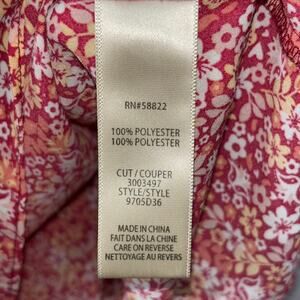 RN#58822
100% POLYESTER
100% POLYESTER
CUT / COUPER
3003497
STYLE/STYLE
9705D36
MADE IN CHINA
FAIT DANS LA CHINE
CARE ON REVERSE
NETTOYAGE AU REVERS